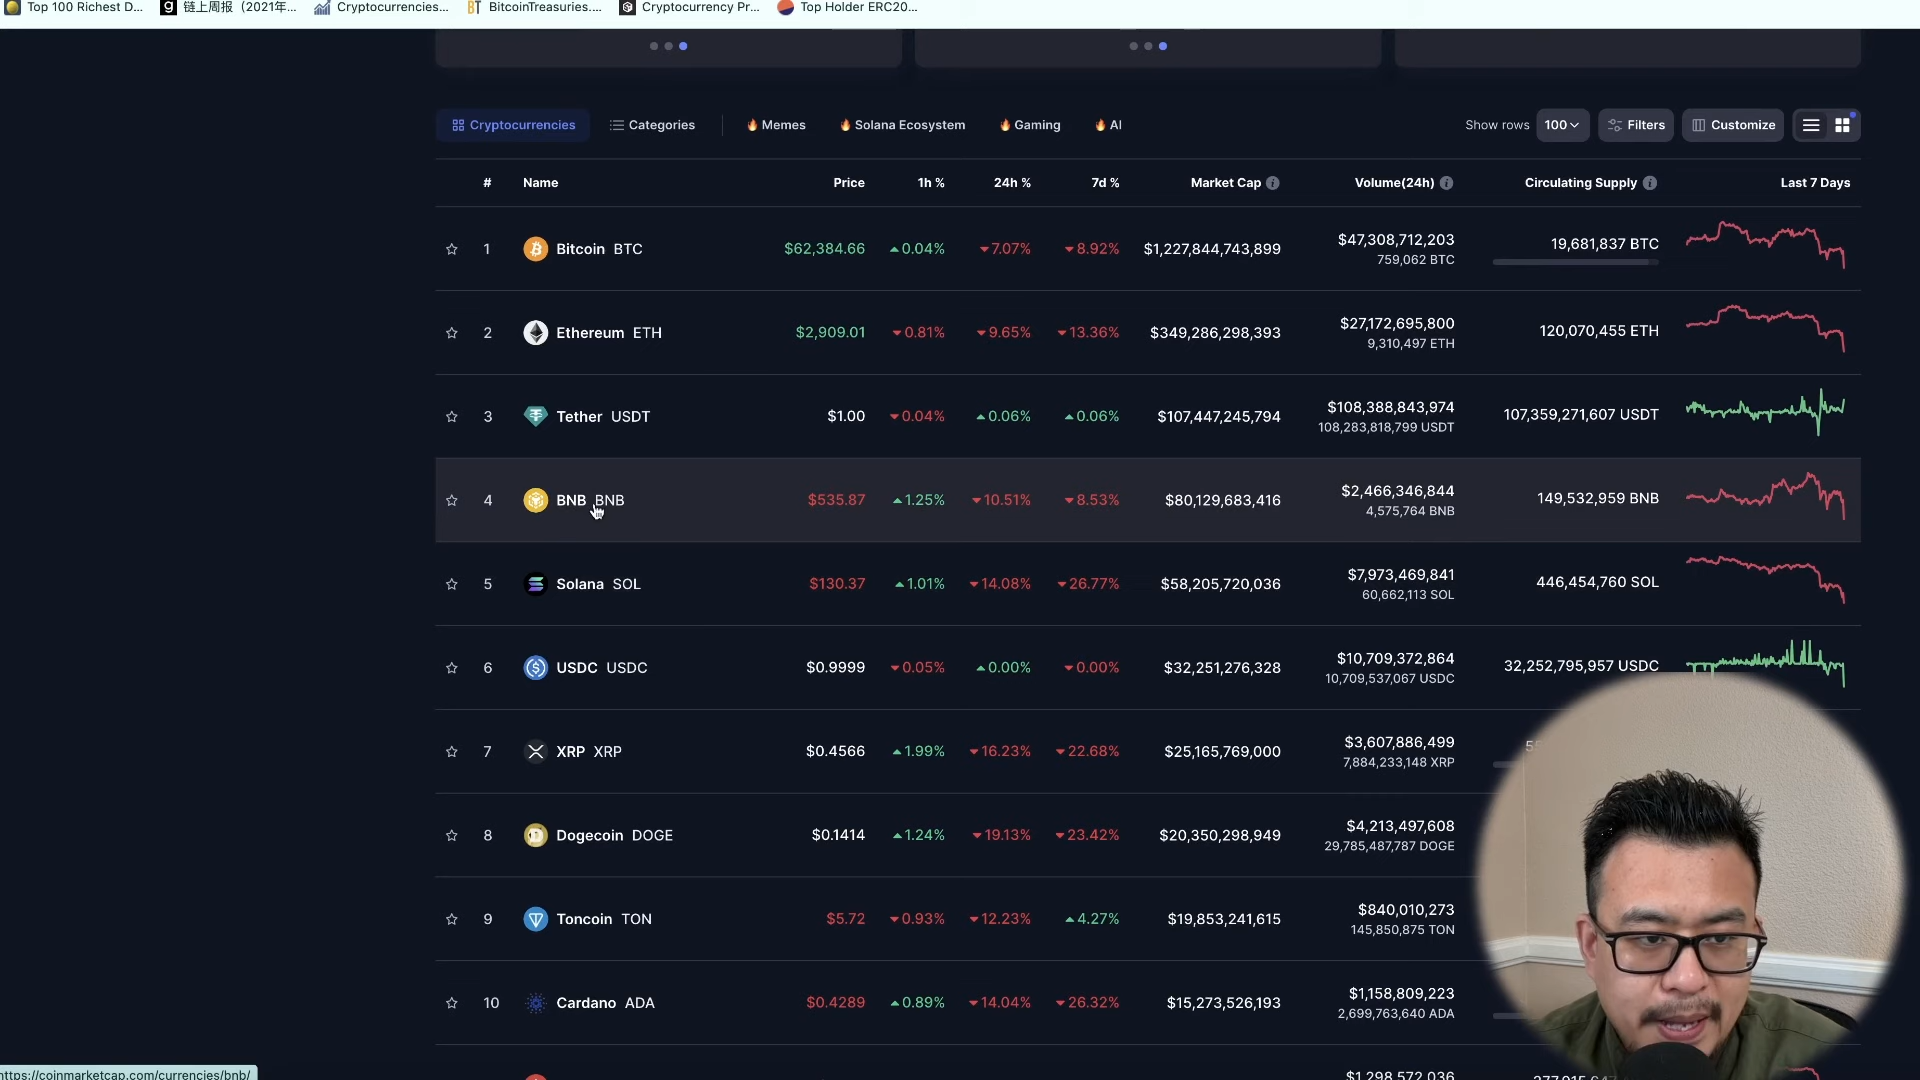 Top 100 Richest D... 链上周报（2021年... Cryptocurrencies... BitcoinTreasuries.... Cryptocurrency Pr... Top Holder ERC20...
Cryptocurrencies Categories Memes Solana Ecosystem Gaming AI Show rows 100 Filters Customize
# Name Price 1h % 24h % 7d % Market Cap Volume(24h) Circulating Supply Last 7 Days
1 Bitcoin BTC $62,384.66 0.04% 7.07% 8.92% $1,227,844,743,899 $47,308,712,203 19,681,837 BTC
759,062 BTC
2 Ethereum ETH $2,909.01 0.81% 9.65% 13.36% $349,286,298,393 $27,172,695,800 120,070,455 ETH
9,310,497 ETH
3 Tether USDT $1.00 0.04% 0.06% 0.06% $107,447,245,794 $108,388,843,974 107,359,271,607 USDT
108,283,818,799 USDT
4 BNB BNB $535.87 1.25% 10.51% 8.53% $80,129,683,416 $2,466,346,844 149,532,959 BNB
4,575,764 BNB
5 Solana SOL $130.37 1.01% 14.08% 26.77% $58,205,720,036 $7,973,469,841 446,454,760 SOL
60,662,113 SOL
6 USDC USDC $0.9999 0.05% 0.00% 0.00% $32,251,276,328 $10,709,372,864 32,252,795,957 USDC
10,709,537,067 USDC
7 XRP XRP $0.4566 1.99% 16.23% 22.68% $25,165,769,000 $3,607,886,499
7,884,233,148 XRP
8 Dogecoin DOGE $0.1414 1.24% 19.13% 23.42% $20,350,298,949 $4,213,497,608
29,785,487,787 DOGE
9 Toncoin TON $5.72 0.93% 12.23% 4.27% $19,853,241,615 $840,010,273
145,850,875 TON
10 Cardano ADA $0.4289 0.89% 14.04% 26.32% $15,273,526,193 $1,158,809,223
2,699,763,640 ADA
https://coinmarketcap.com/currencies/bnb/ $1,298,572,036